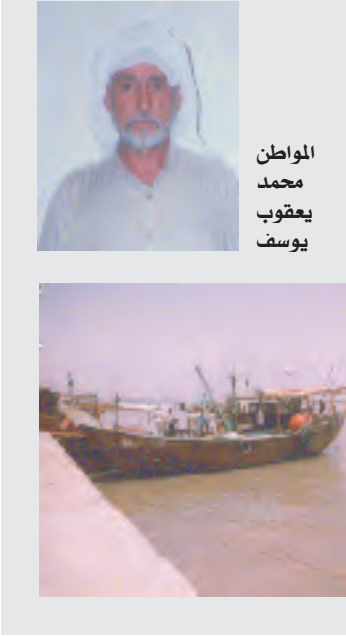 المواطن
محمد
يعقوب
يوسف